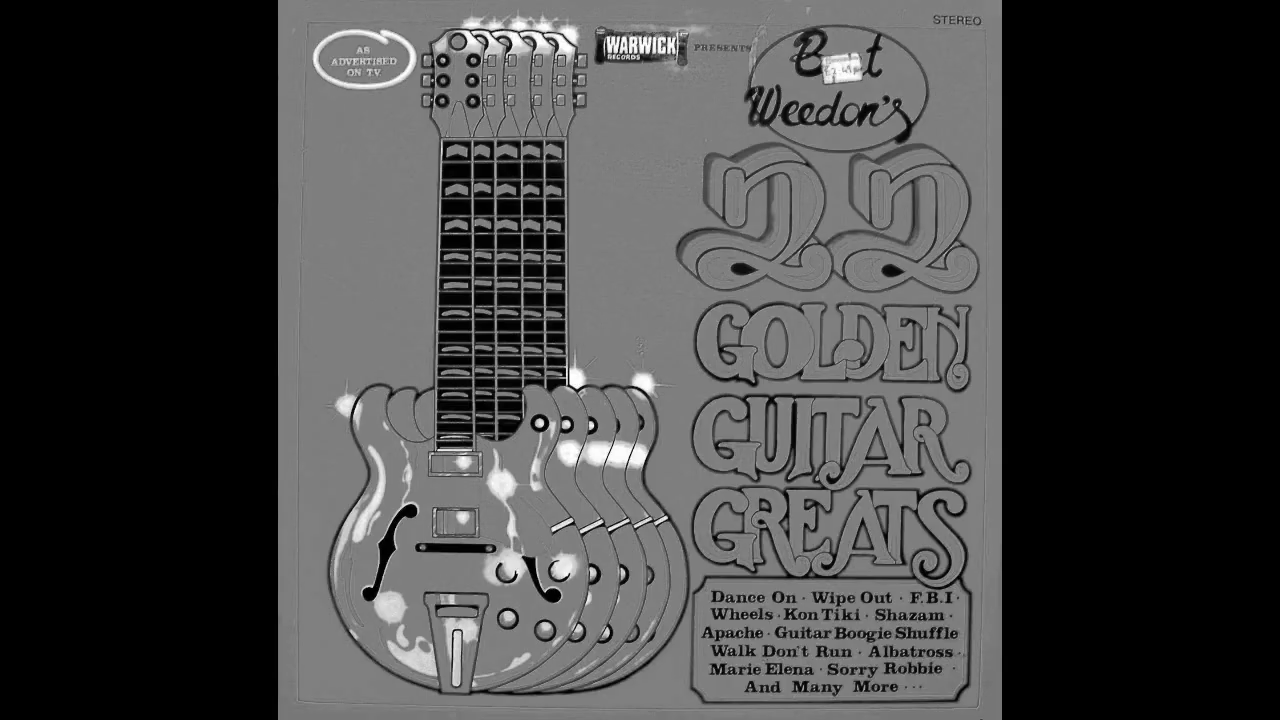 STEREO
AS
ADVERTISED
ON TV
WARWICK
RECORDS
PRESENTS
Weedon's
22
GOLDEN
GUITAR
GREATS
Dance On · Wipe Out · F.B.I ·
Wheels · Kon Tiki · Shazam ·
Apache · Guitar Boogie Shuffle
Walk Don't Run · Albatross ·
Marie Elena · Sorry Robbie ·
And Many More ···